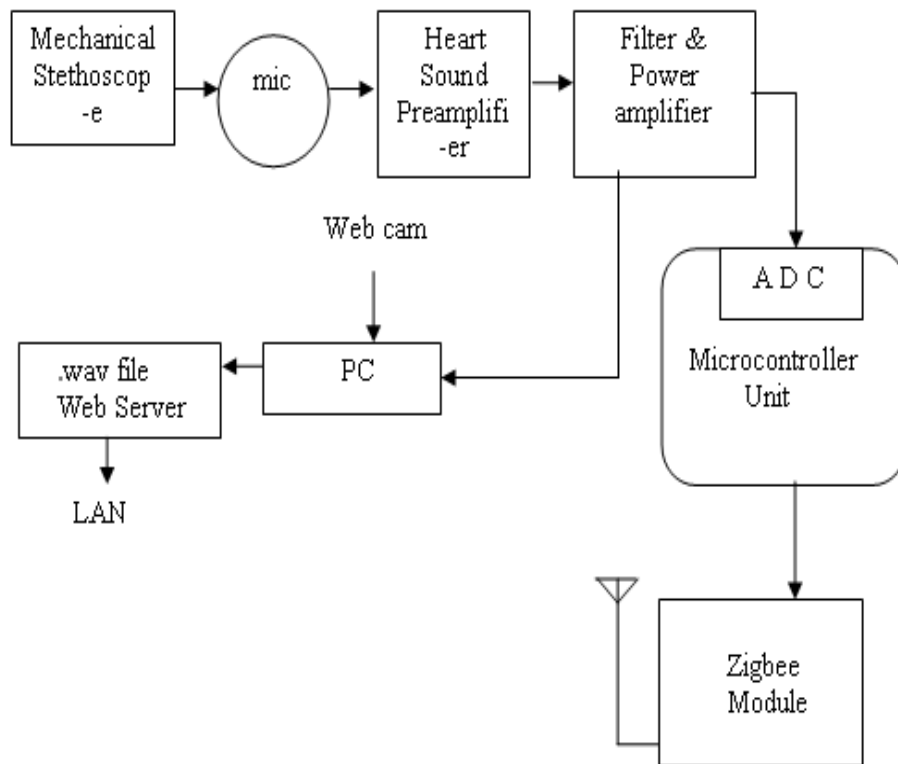 Mechanical
Stethoscop
-e
mic
Heart
Sound
Preamplifi
-er
Filter &
Power
amplifier
Web cam
A D C
Microcontroller
Unit
PC
.wav file
Web Server
LAN
Zigbee
Module